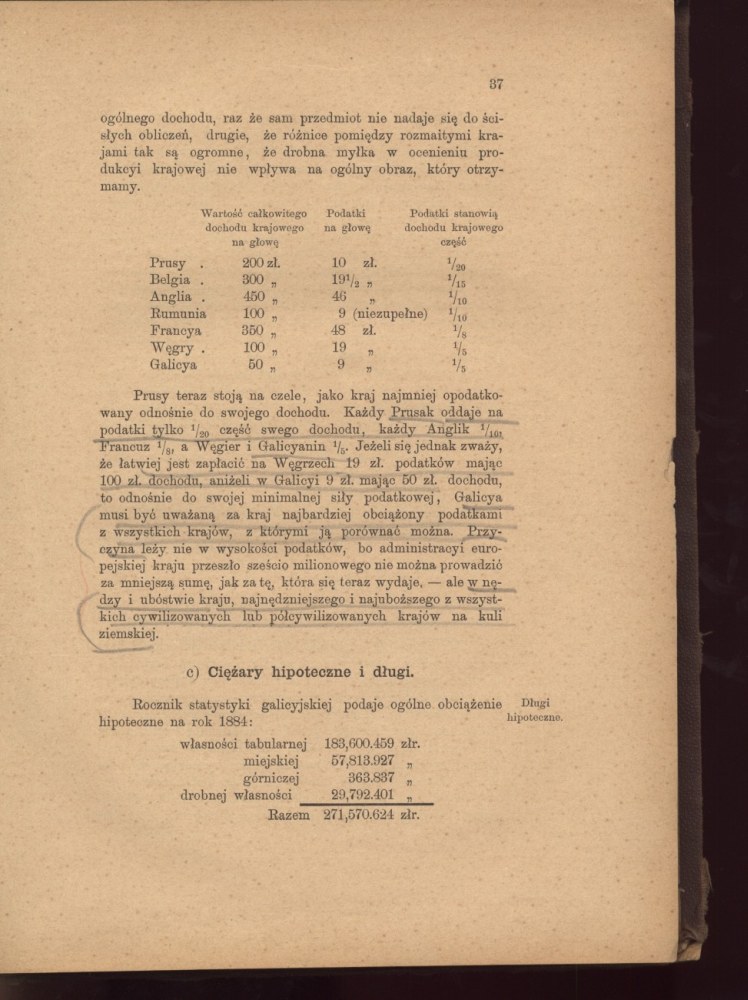 37
ogólnego dochodu, raz że sam przedmiot nie nadaje się do ści-
słych obliczeń, drugie, że różnice pomiędzy rozmaitymi kra-
jami tak są ogromne, że drobna myłka w ocenieniu pro-
dukcyi krajowej nie wpływa na ogólny obraz, który otrzy-
mamy.
Wartość całkowitego Podatki Podatki stanowią
dochodu krajowego na głowę dochodu krajowego
na głowę część
Prusy . 200 zł. 10 zł. 1/20
Belgia . 300 „ 19 1/2 „ 1/15
Anglia . 450 „ 46 „ 1/10
Rumunia 100 „ 9 (niezupełne) 1/10
Francya 350 „ 48 zł. 1/8
Węgry . 100 „ 19 „ 1/5
Galicya 50 „ 9 „ 1/5
Prusy teraz stoją na czele, jako kraj najmniej opodatko-
wany odnośnie do swojego dochodu. Każdy Prusak oddaje na
podatki tylko 1/20 część swego dochodu, każdy Anglik 1/10,
Francuz 1/8, a Węgier i Galicyanin 1/5. Jeżeli się jednak zważy,
że łatwiej jest zapłacić na Węgrzech 19 zł. podatków mając
100 zł. dochodu, aniżeli w Galicyi 9 zł. mając 50 zł. dochodu,
to odnośnie do swojej minimalnej siły podatkowej, Galicya
musi być uważaną za kraj najbardziej obciążony podatkami
z wszystkich krajów, z którymi ją porównać można. Przy-
czyna leży nie w wysokości podatków, bo administracyi euro-
pejskiej kraju przeszło sześcio milionowego nie można prowadzić
za mniejszą sumę, jak za tę, która się teraz wydaje, — ale w nę-
dzy i ubóstwie kraju, najnędzniejszego i najuboższego z wszyst-
kich cywilizowanych lub półcywilizowanych krajów na kuli
ziemskiej.
c) Ciężary hipoteczne i długi.
Rocznik statystyki galicyjskiej podaje ogólne obciążenie
hipoteczne na rok 1884:
Długi
hipoteczne.
własności tabularnej 183,600.459 złr.
miejskiej 57,813.927 „
górniczej 363.837 „
drobnej własności 29,792.401 „
Razem 271,570.624 złr.